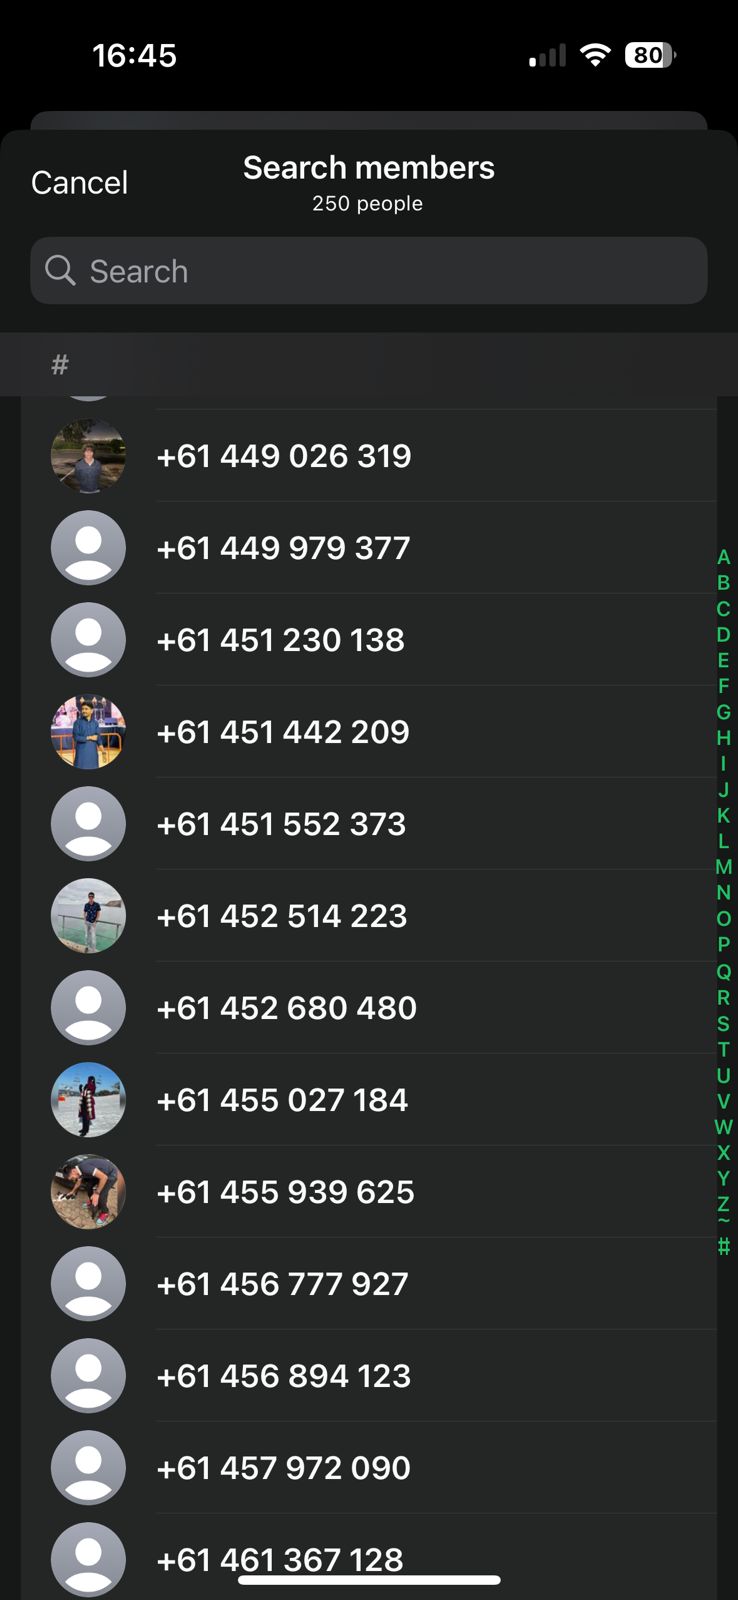 16:45
80
Cancel
Search members
250 people
Search
#
+61 449 026 319
+61 449 979 377
+61 451 230 138
+61 451 442 209
+61 451 552 373
+61 452 514 223
+61 452 680 480
+61 455 027 184
+61 455 939 625
+61 456 777 927
+61 456 894 123
+61 457 972 090
+61 461 367 128
A
B
C
D
E
F
G
H
I
J
K
L
M
N
O
P
Q
R
S
T
U
V
W
X
Y
Z
~
#